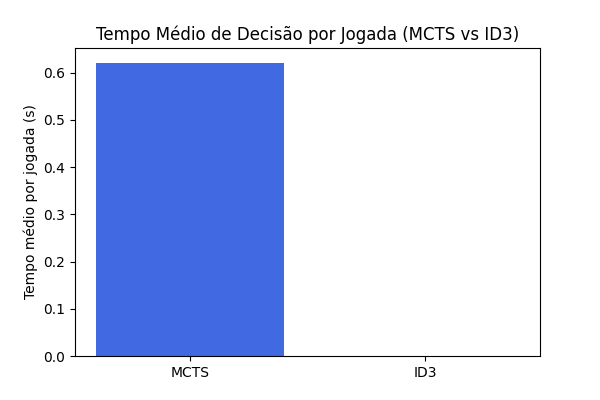 Tempo Médio de Decisão por Jogada (MCTS vs ID3)
Tempo médio por jogada (s)
0.6
0.5
0.4
0.3
0.2
0.1
0.0
MCTS ID3